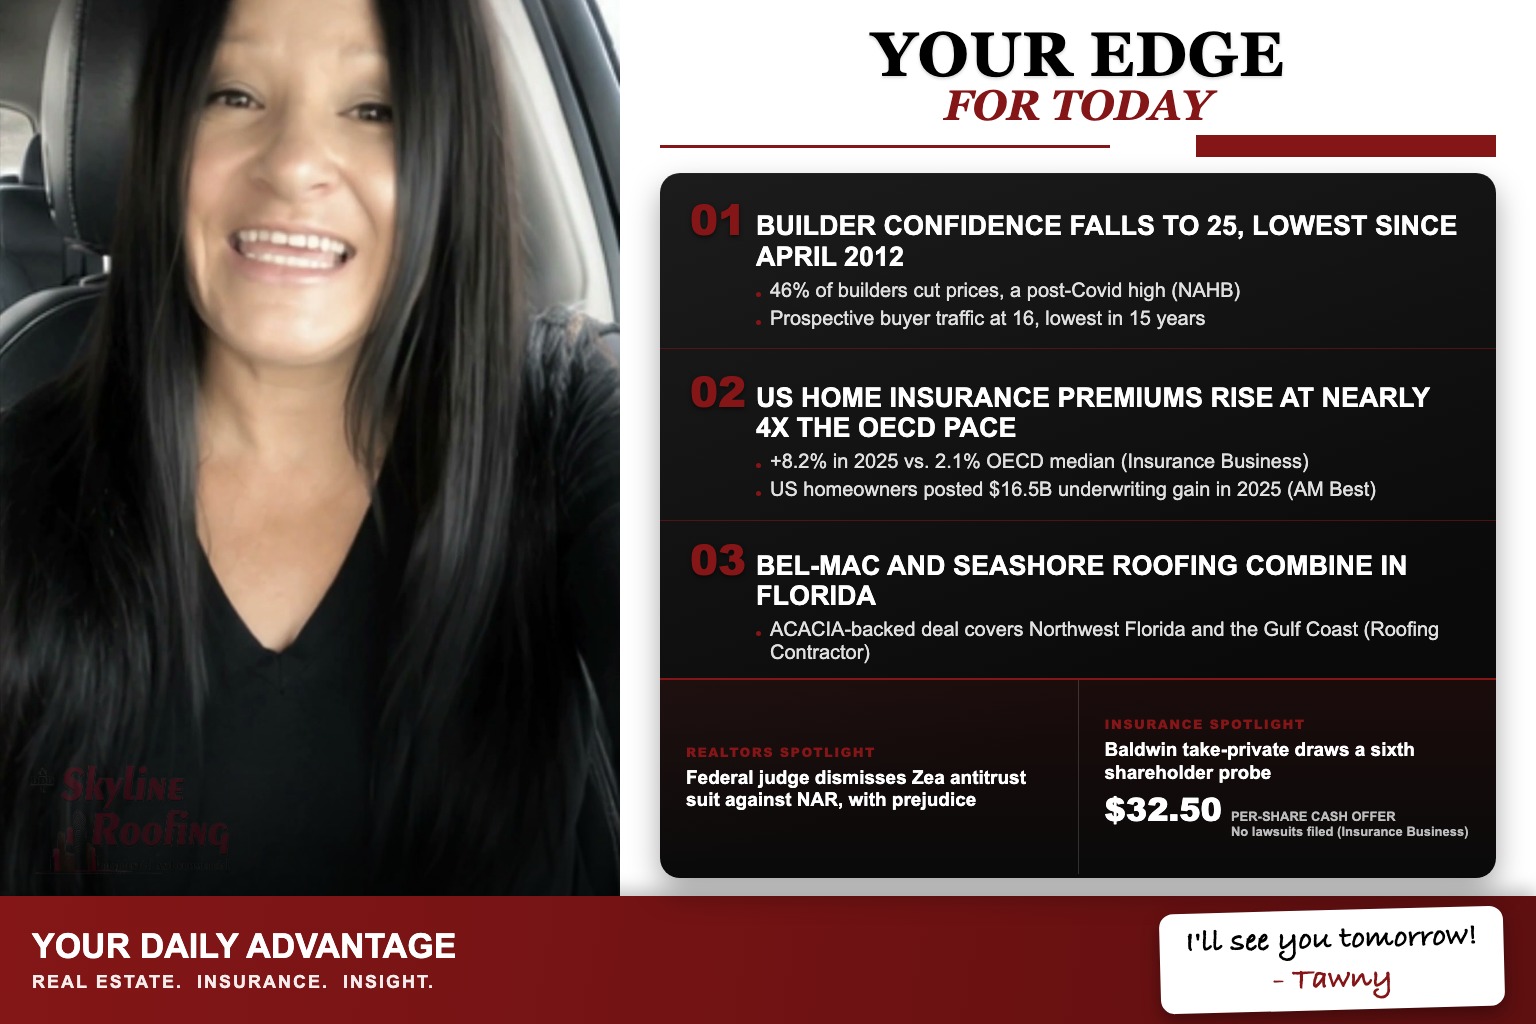 YOUR EDGE
FOR TODAY
01 BUILDER CONFIDENCE FALLS TO 25, LOWEST SINCE
APRIL 2012
• 46% of builders cut prices, a post-Covid high (NAHB)
• Prospective buyer traffic at 16, lowest in 15 years
02 US HOME INSURANCE PREMIUMS RISE AT NEARLY
4X THE OECD PACE
• +8.2% in 2025 vs. 2.1% OECD median (Insurance Business)
• US homeowners posted $16.5B underwriting gain in 2025 (AM Best)
03 BEL-MAC AND SEASHORE ROOFING COMBINE IN
FLORIDA
• ACACIA-backed deal covers Northwest Florida and the Gulf Coast (Roofing
Contractor)
REALTORS SPOTLIGHT
Federal judge dismisses Zea antitrust
suit against NAR, with prejudice
INSURANCE SPOTLIGHT
Baldwin take-private draws a sixth
shareholder probe
$32.50 PER-SHARE CASH OFFER
No lawsuits filed (Insurance Business)
Skyline
Roofing
YOUR DAILY ADVANTAGE
REAL ESTATE. INSURANCE. INSIGHT.
I'll see you tomorrow!
- Tawny